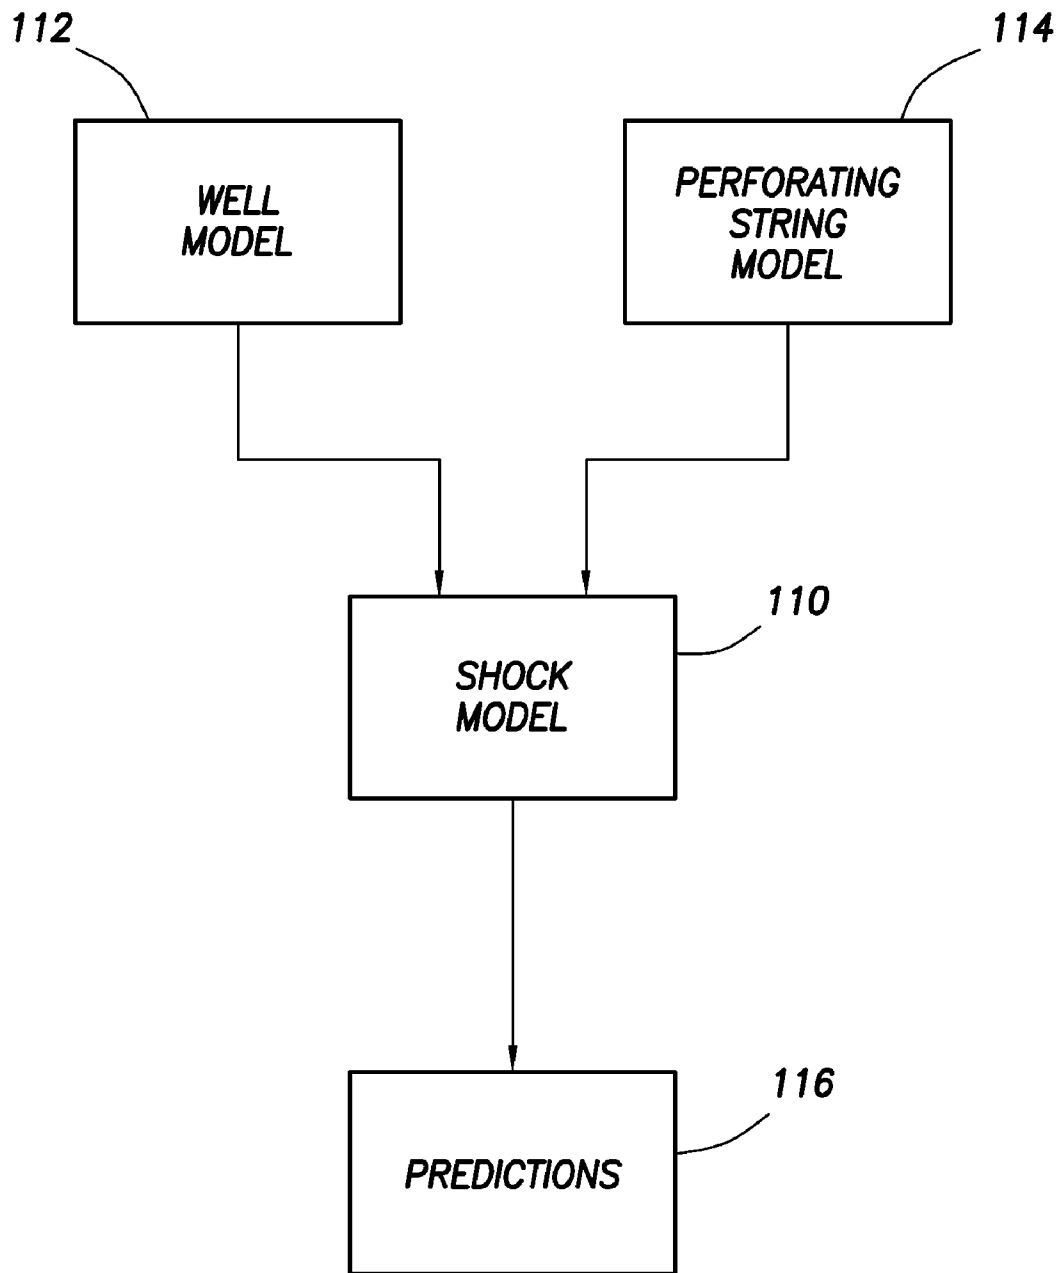 112
114
WELL
MODEL
PERFORATING
STRING
MODEL
110
SHOCK
MODEL
116
PREDICTIONS